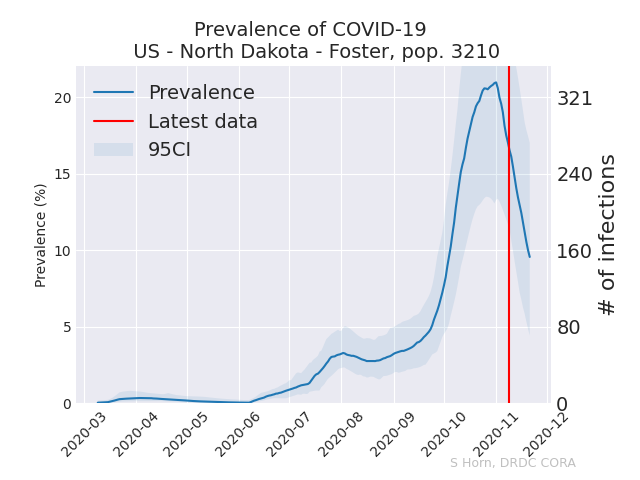 Prevalence of COVID-19
US - North Dakota - Foster, pop. 3210
Prevalence
Latest data
95CI
Prevalence (%)
20
15
10
5
0
321
240
160
80
0
# of infections
2020-03
2020-04
2020-05
2020-06
2020-07
2020-08
2020-09
2020-10
2020-11
2020-12
S Horn, DRDC CORA